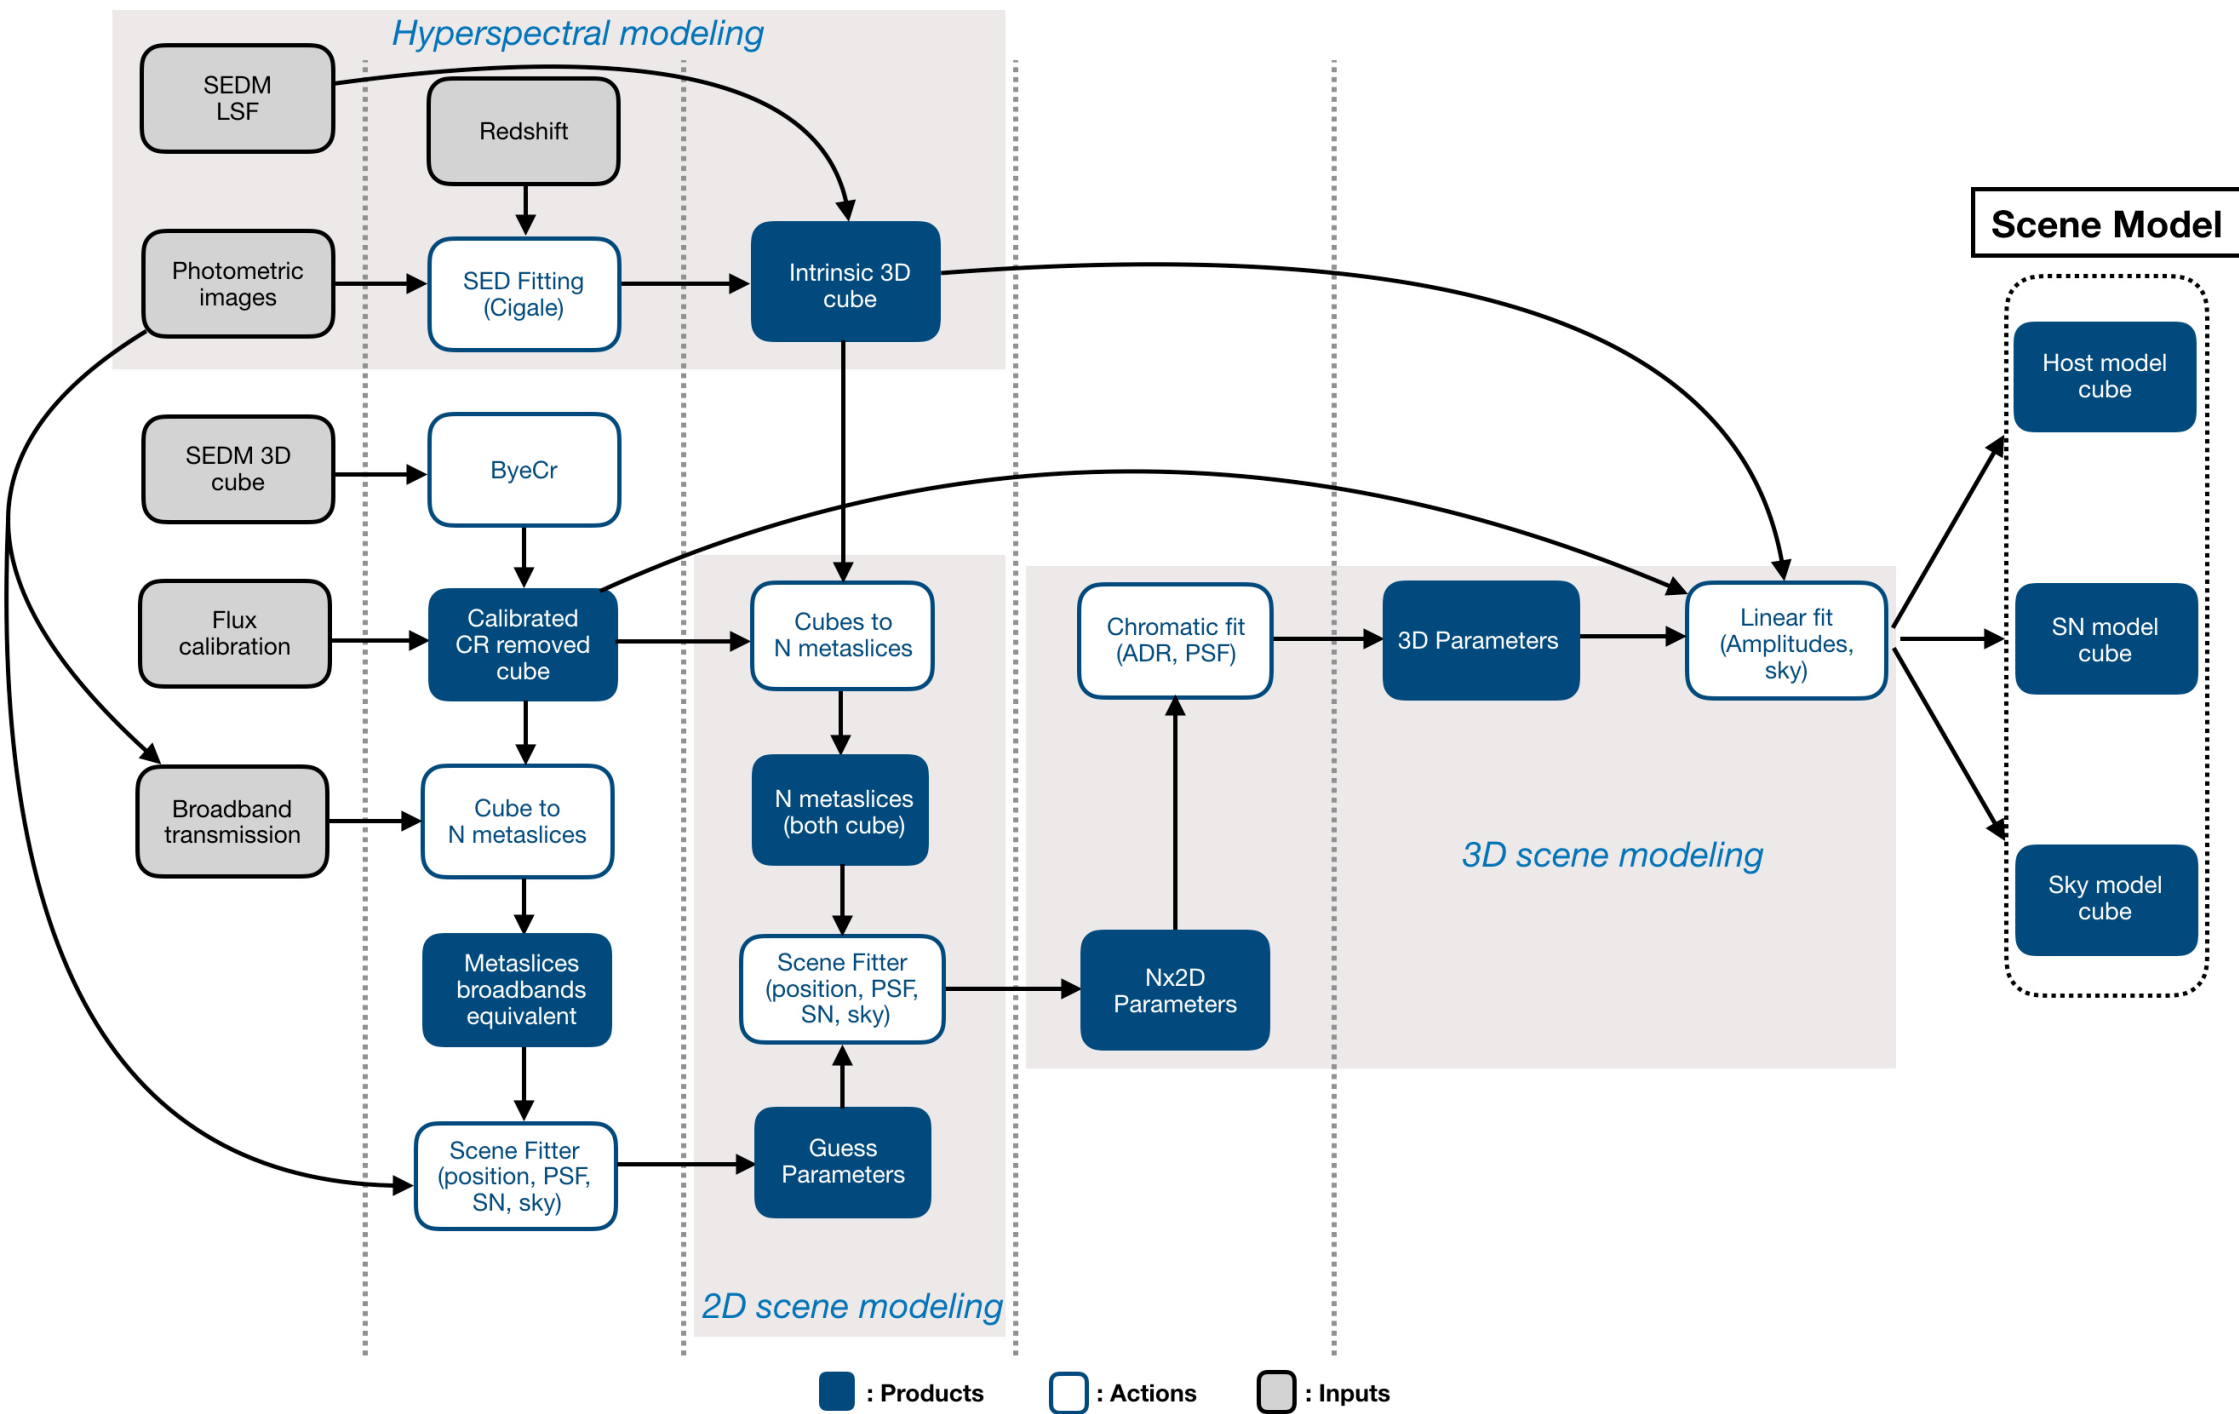 Hyperspectral modeling
SEDM
LSF
Redshift
Photometric
images
SED Fitting
(Cigale)
Intrinsic 3D
cube
Scene Model
Host model
cube
SEDM 3D
cube
ByeCr
Flux
calibration
Calibrated
CR removed
cube
Cubes to
N metaslices
Chromatic fit
(ADR, PSF)
3D Parameters
Linear fit
(Amplitudes,
sky)
SN model
cube
Broadband
transmission
Cube to
N metaslices
N metaslices
(both cube)
3D scene modeling
Sky model
cube
Metaslices
broadbands
equivalent
Scene Fitter
(position, PSF,
SN, sky)
Nx2D
Parameters
Scene Fitter
(position, PSF,
SN, sky)
Guess
Parameters
2D scene modeling
: Products
: Actions
: Inputs